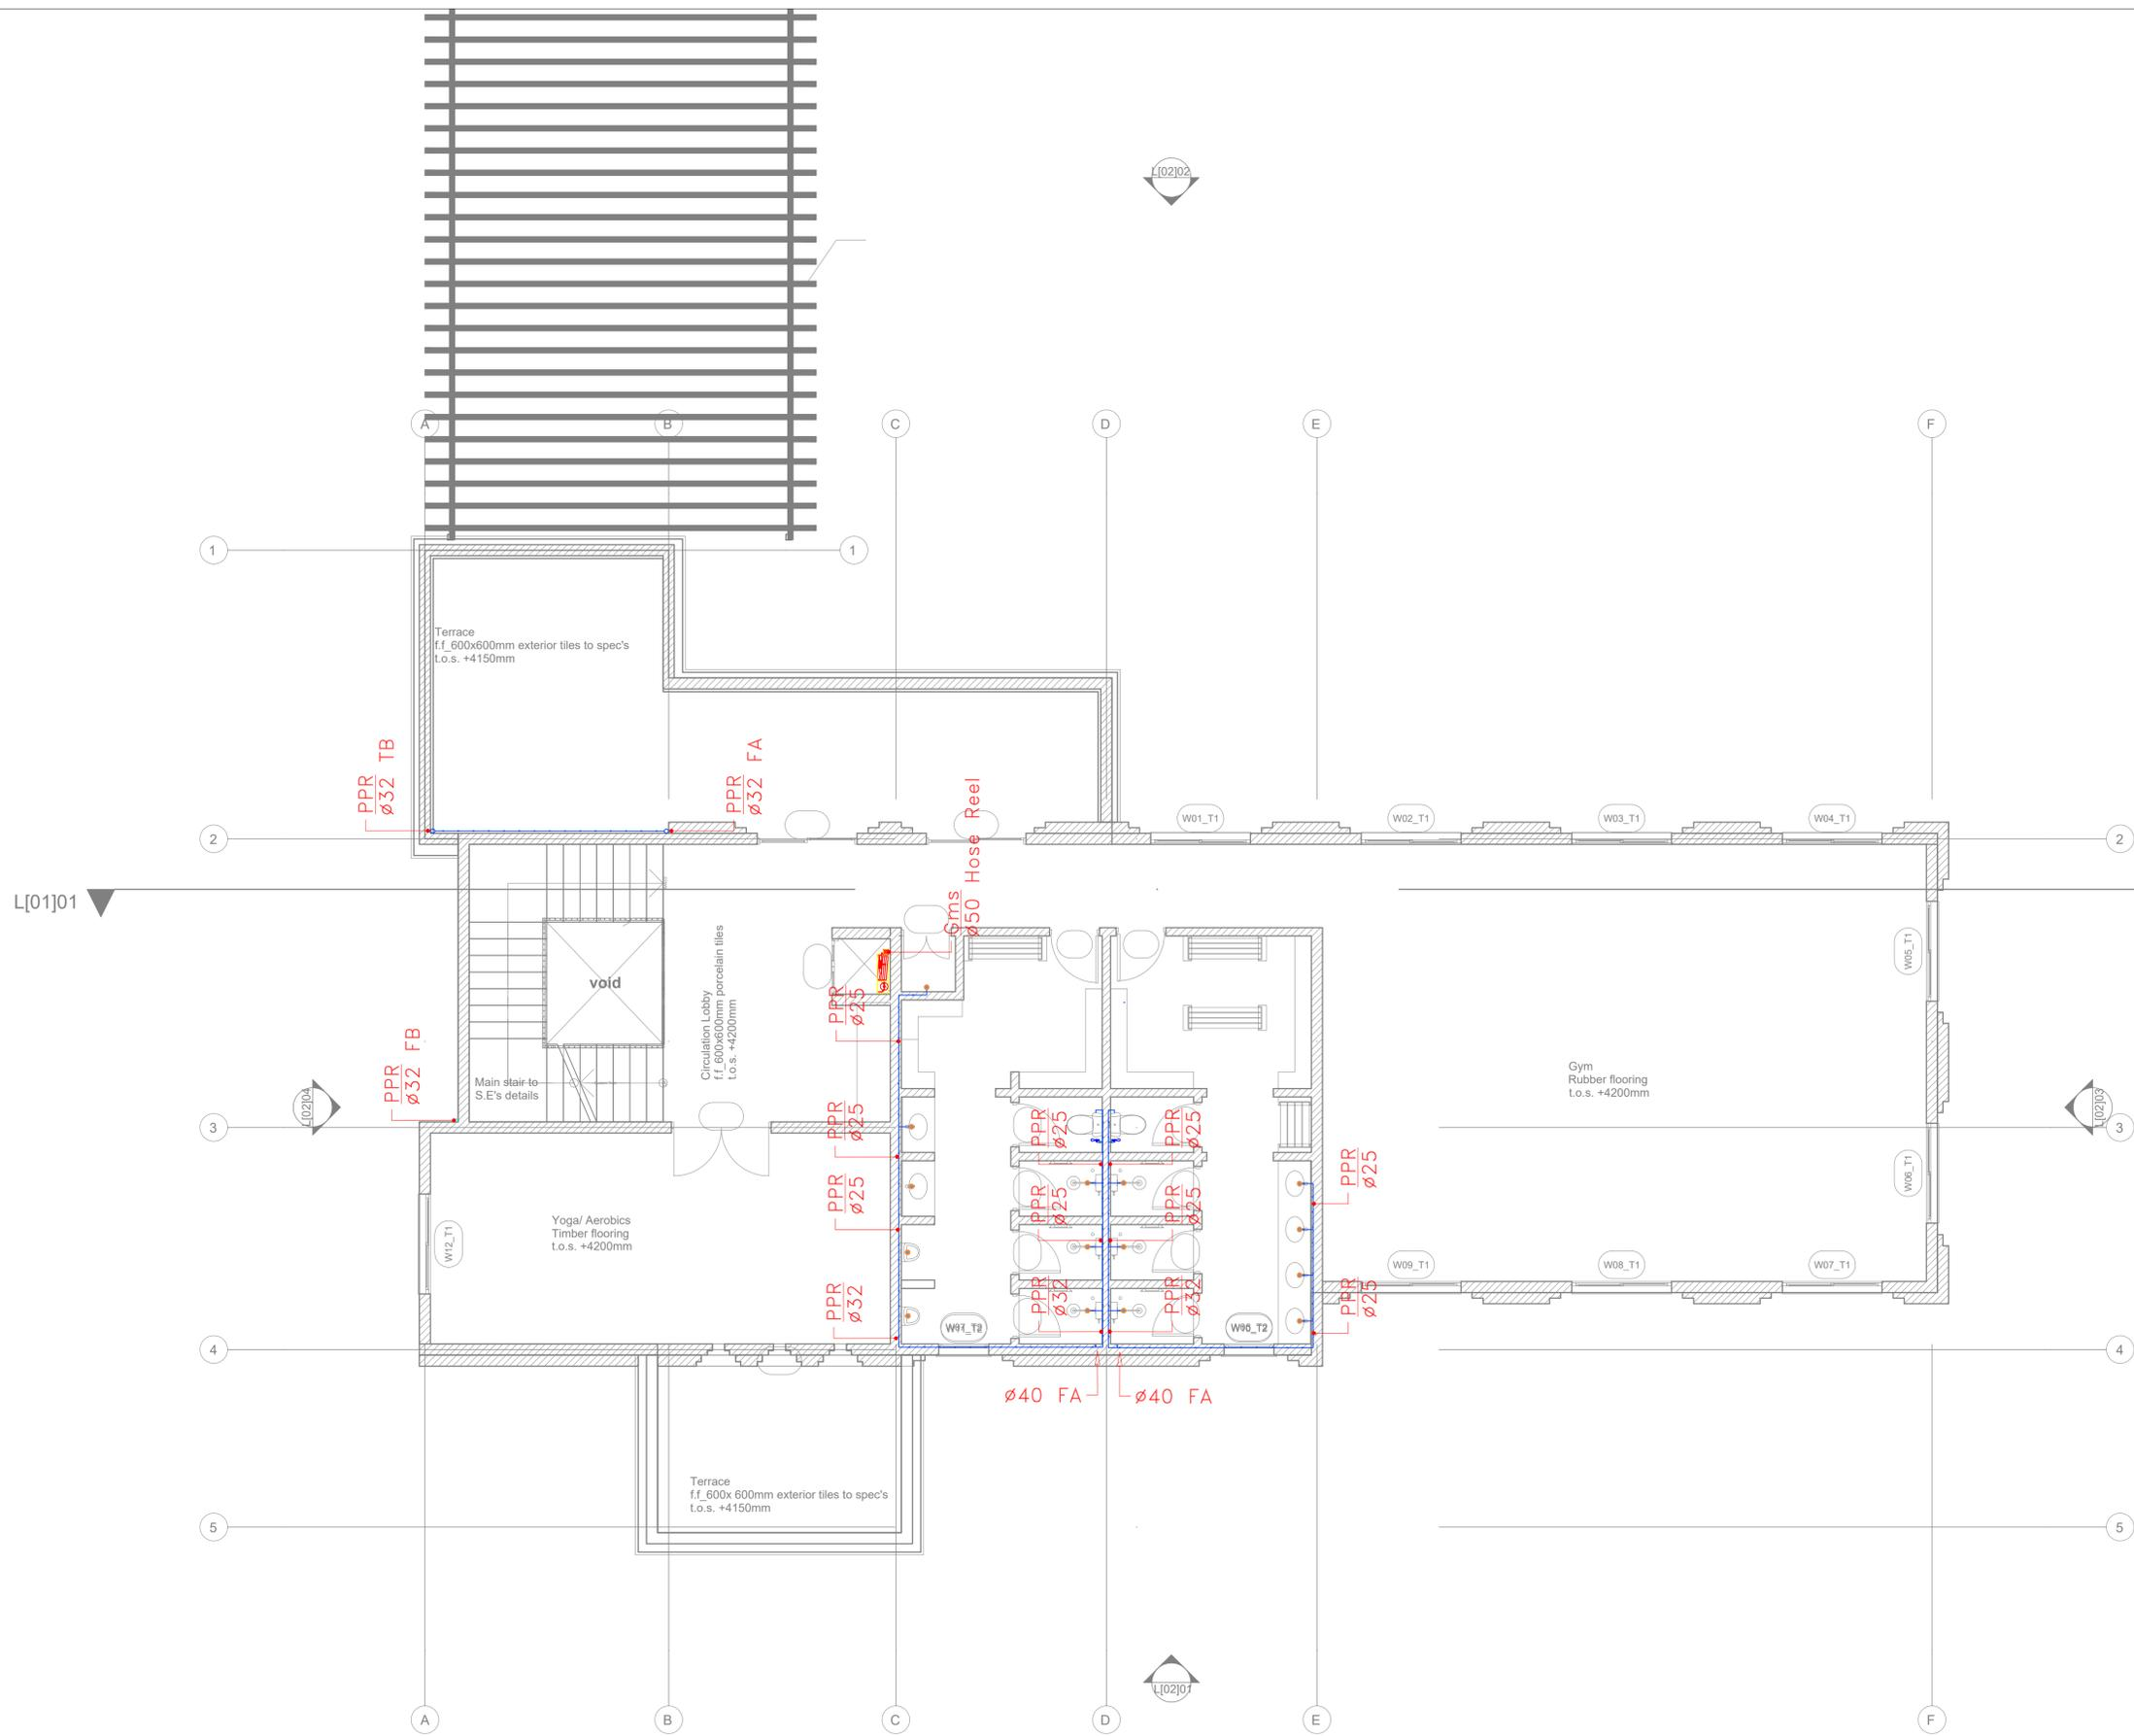 L[02]02
A
B
C
D
E
F
1
1
Terrace
f.f_600x600mm exterior tiles to spec's
t.o.s. +4150mm
PPR
ø32 TB
PPR
ø32 FA
Gms
ø50 Hose Reel
W01_T1
W02_T1
W03_T1
W04_T1
2
2
L[01]01
void
Circulation Lobby
f.f_600x600mm porcelain tiles
t.o.s. +4200mm
PPR
ø25
W05_T1
PPR
ø32 FB
Main stair to
S.E's details
Gym
Rubber flooring
t.o.s. +4200mm
L[02]04
L[02]03
3
3
PPR
ø25
PPR
ø25
PPR
ø25
PPR
ø25
PPR
ø25
PPR
ø25
PPR
ø25
W06_T1
Yoga/ Aerobics
Timber flooring
t.o.s. +4200mm
W12_T1
PPR
ø32
PPR
ø32
PPR
ø32
PPR
ø25
W09_T1
W08_T1
W07_T1
4
4
ø40 FA
ø40 FA
Terrace
f.f_600x 600mm exterior tiles to spec's
t.o.s. +4150mm
5
5
L[02]01
A
B
C
D
E
F